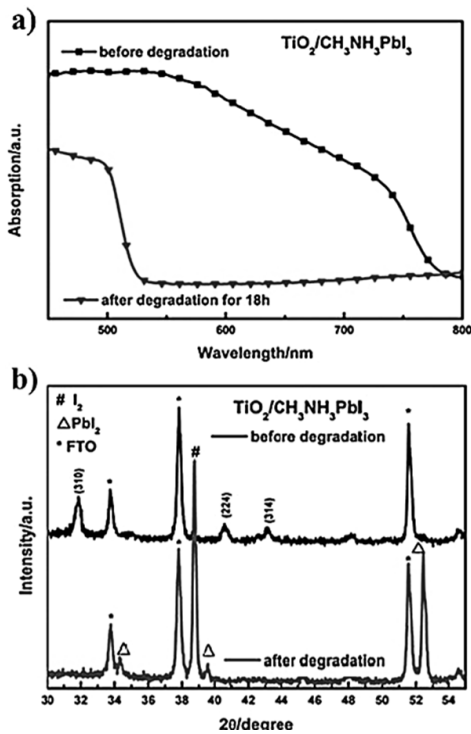 a)
before degradation
TiO₂/CH₃NH₃PbI₃
Absorption/a.u.
after degradation for 18h
500 600 700 800
Wavelength/nm
b)
# I₂
△ PbI₂
* FTO
TiO₂/CH₃NH₃PbI₃
before degradation
(310)
*
*
#
(224)
(314)
*
Intensity/a.u.
*
△
*
△
*
△
after degradation
30 32 34 36 38 40 42 44 46 48 50 52 54
2θ/degree